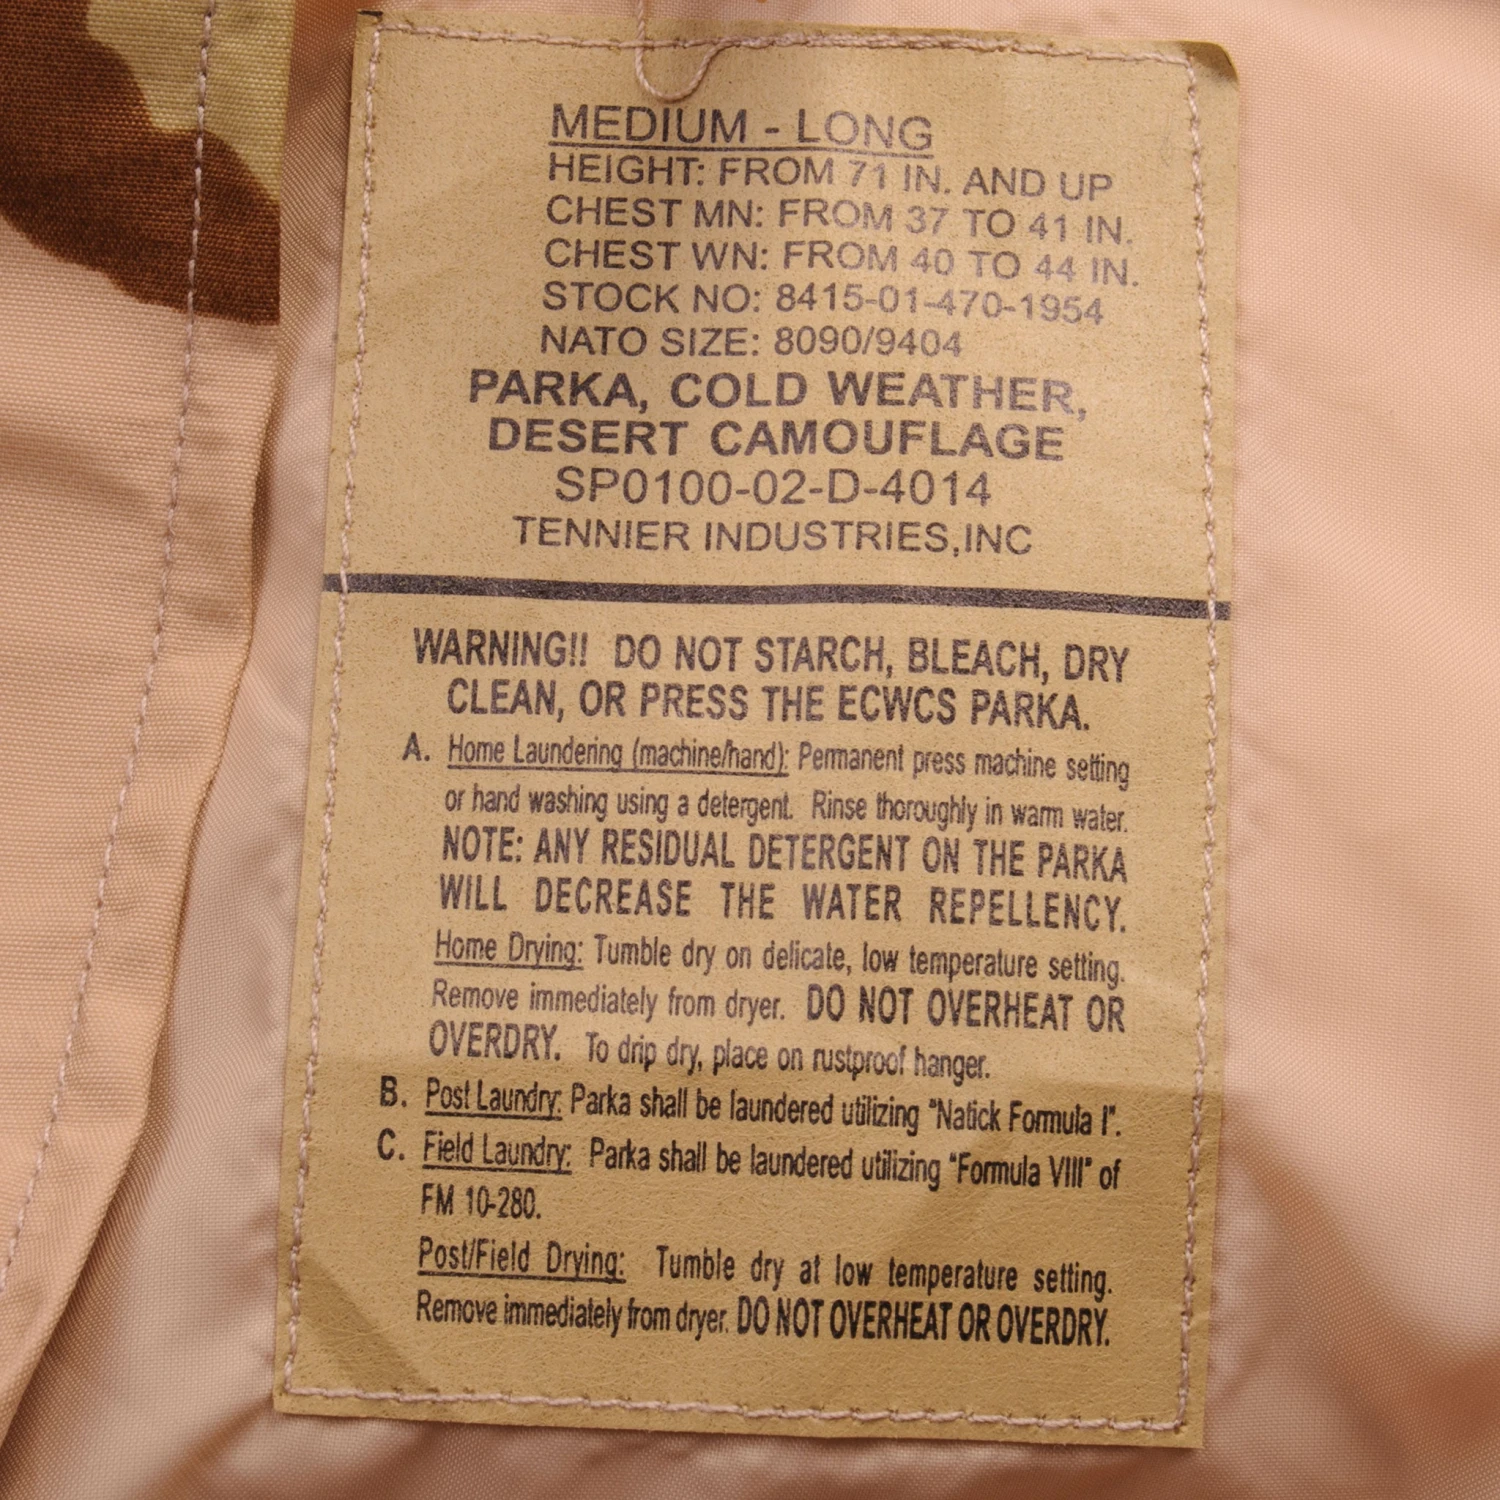 MEDIUM - LONG
HEIGHT: FROM 71 IN. AND UP
CHEST MN: FROM 37 TO 41 IN.
CHEST WN: FROM 40 TO 44 IN.
STOCK NO: 8415-01-470-1954
NATO SIZE: 8090/9404
PARKA, COLD WEATHER,
DESERT CAMOUFLAGE
SP0100-02-D-4014
TENNIER INDUSTRIES,INC
WARNING!! DO NOT STARCH, BLEACH, DRY
CLEAN, OR PRESS THE ECWCS PARKA.
A. Home Laundering (machine/hand): Permanent press machine setting
or hand washing using a detergent. Rinse thoroughly in warm water.
NOTE: ANY RESIDUAL DETERGENT ON THE PARKA
WILL DECREASE THE WATER REPELLENCY.
Home Drying: Tumble dry on delicate, low temperature setting.
Remove immediately from dryer. DO NOT OVERHEAT OR
OVERDRY. To drip dry, place on rustproof hanger.
B. Post Laundry: Parka shall be laundered utilizing "Natick Formula I".
C. Field Laundry: Parka shall be laundered utilizing "Formula VIII" of
FM 10-280.
Post/Field Drying: Tumble dry at low temperature setting.
Remove immediately from dryer. DO NOT OVERHEAT OR OVERDRY.